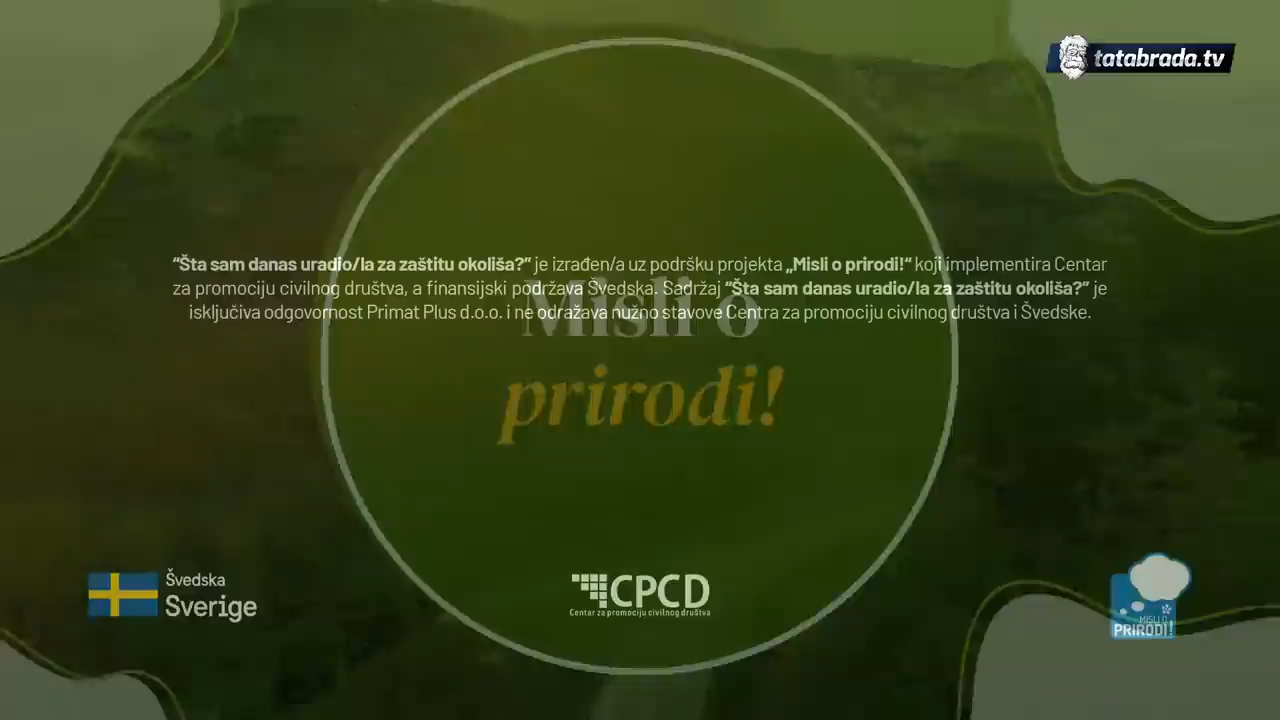 tatabrada.tv
“Šta sam danas uradio/la za zaštitu okoliša?” je izrađen/a uz podršku projekta „Misli o prirodi!“ koji implementira Centar
za promociju civilnog društva, a finansijski podržava Švedska. Sadržaj “Šta sam danas uradio/la za zaštitu okoliša?” je
isključiva odgovornost Primat Plus d.o.o. i ne odražava nužno stavove Centra za promociju civilnog društva i Švedske.
Misli o
prirodi!
Švedska
Sverige
CPCD
Centar za promociju civilnog društva
MISLI O
PRIRODI!